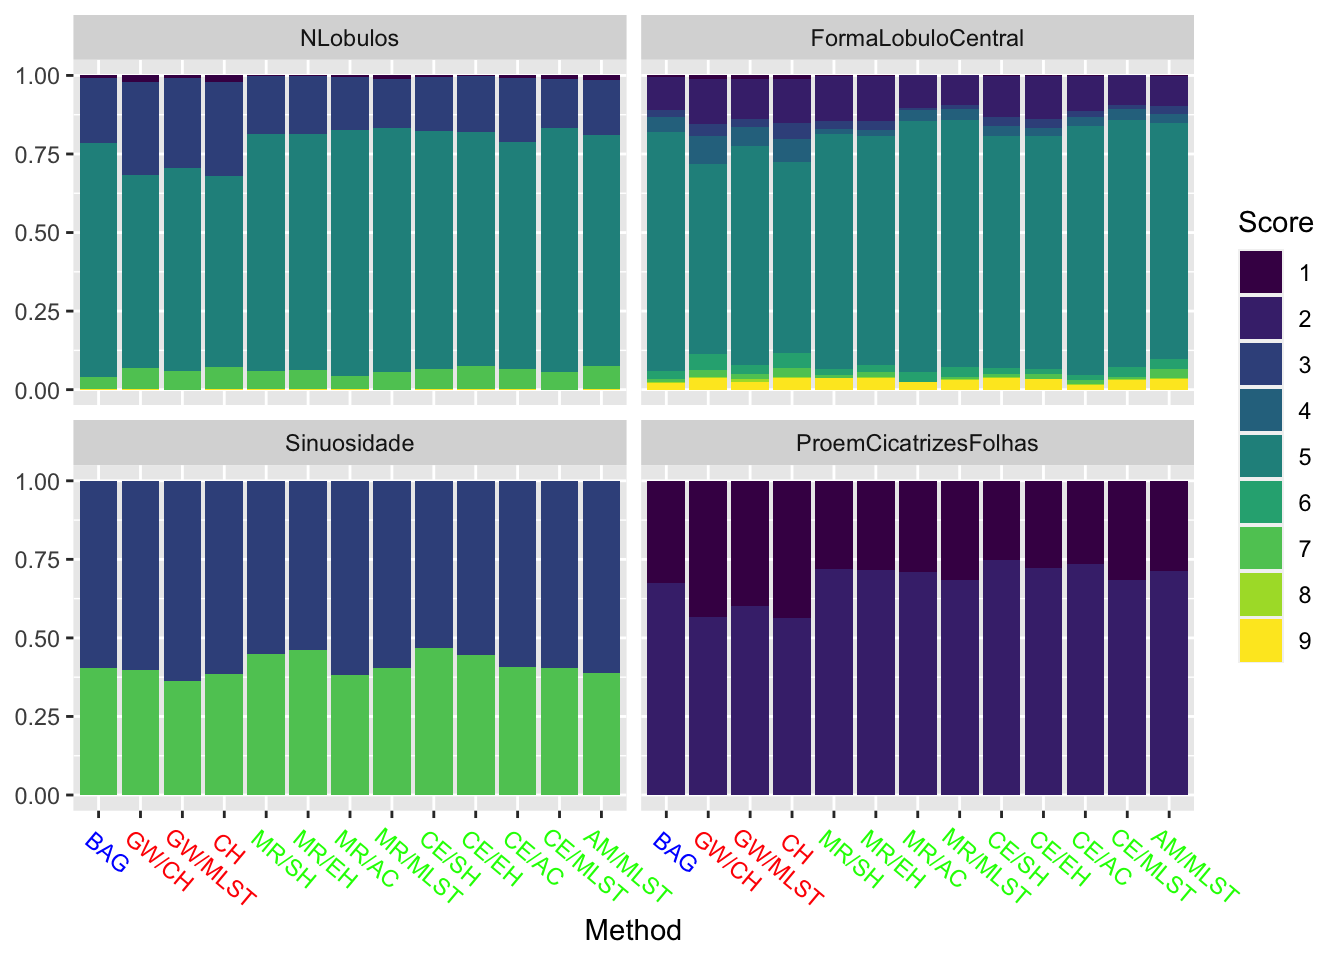 NLobulos
FormaLobuloCentral
1.00
0.75
0.50
0.25
0.00
Sinuosidade
ProemCicatrizesFolhas
1.00
0.75
0.50
0.25
0.00
BAG
GW/CH
GW/MLST
CH
MR/SH
MR/EH
MR/AC
MR/MLST
CE/SH
CE/EH
CE/AC
CE/MLST
AM/MLST
BAG
GW/CH
GW/MLST
CH
MR/SH
MR/EH
MR/AC
MR/MLST
CE/SH
CE/EH
CE/AC
CE/MLST
AM/MLST
Method
Score
1
2
3
4
5
6
7
8
9